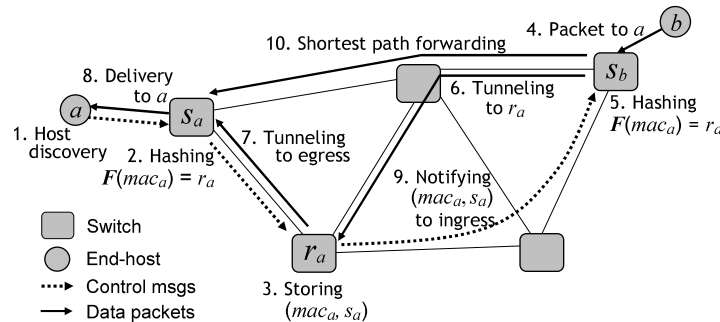 4. Packet to a
b
10. Shortest path forwarding
8. Delivery
to a
s_b
6. Tunneling
to r_a
5. Hashing
F(mac_a) = r_a
a
s_a
1. Host
discovery
7. Tunneling
to egress
2. Hashing
F(mac_a) = r_a
9. Notifying
(mac_a, s_a)
to ingress
Switch
End-host
Control msgs
Data packets
r_a
3. Storing
(mac_a, s_a)